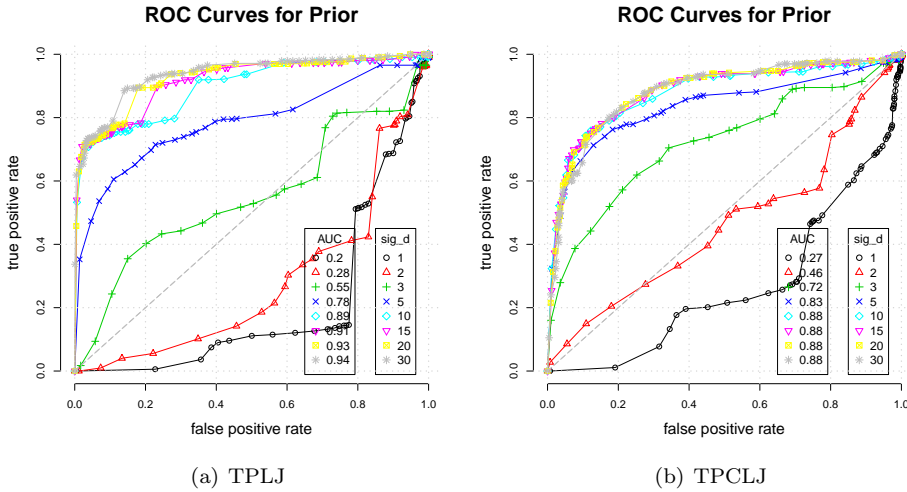 ROC Curves for Prior
true positive rate
0.0 0.2 0.4 0.6 0.8 1.0
AUC sig_d
0.2 1
0.28 2
0.55 3
0.78 5
0.89 10
0.91 15
0.93 20
0.94 30
0.0 0.2 0.4 0.6 0.8 1.0
false positive rate
(a) TPLJ
ROC Curves for Prior
true positive rate
0.0 0.2 0.4 0.6 0.8 1.0
AUC sig_d
0.27 1
0.46 2
0.72 3
0.83 5
0.88 10
0.88 15
0.88 20
0.88 30
0.0 0.2 0.4 0.6 0.8 1.0
false positive rate
(b) TPCLJ